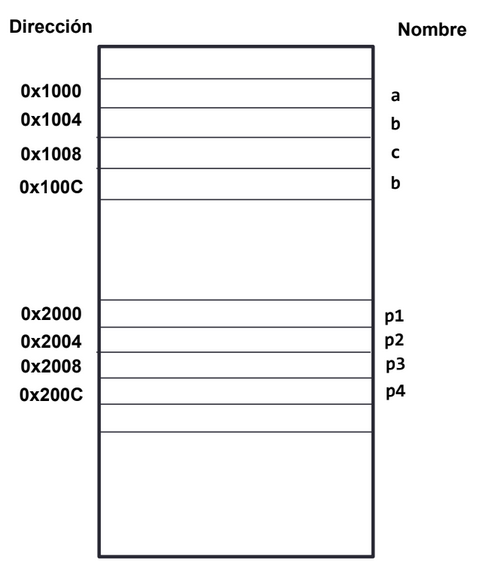 Dirección Nombre
0x1000 a
0x1004 b
0x1008 c
0x100C b
0x2000 p1
0x2004 p2
0x2008 p3
0x200C p4